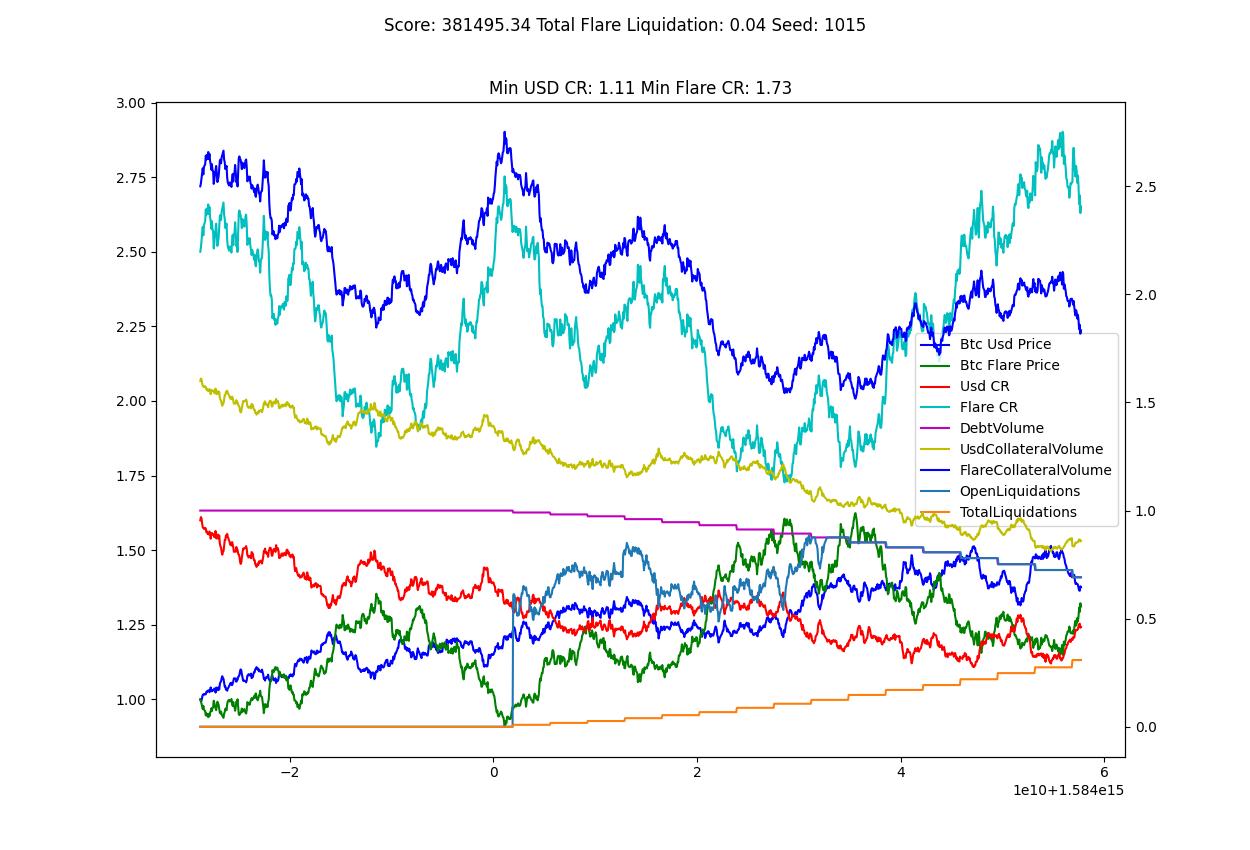 Score: 381495.34 Total Flare Liquidation: 0.04 Seed: 1015
Min USD CR: 1.11 Min Flare CR: 1.73
3.00
2.75
2.50
2.25
2.00
1.75
1.50
1.25
1.00
2.5
2.0
1.5
1.0
0.5
0.0
Btc Usd Price
Btc Flare Price
Usd CR
Flare CR
DebtVolume
UsdCollateralVolume
FlareCollateralVolume
OpenLiquidations
TotalLiquidations
−2 0 2 4 6
1e10+1.584e15